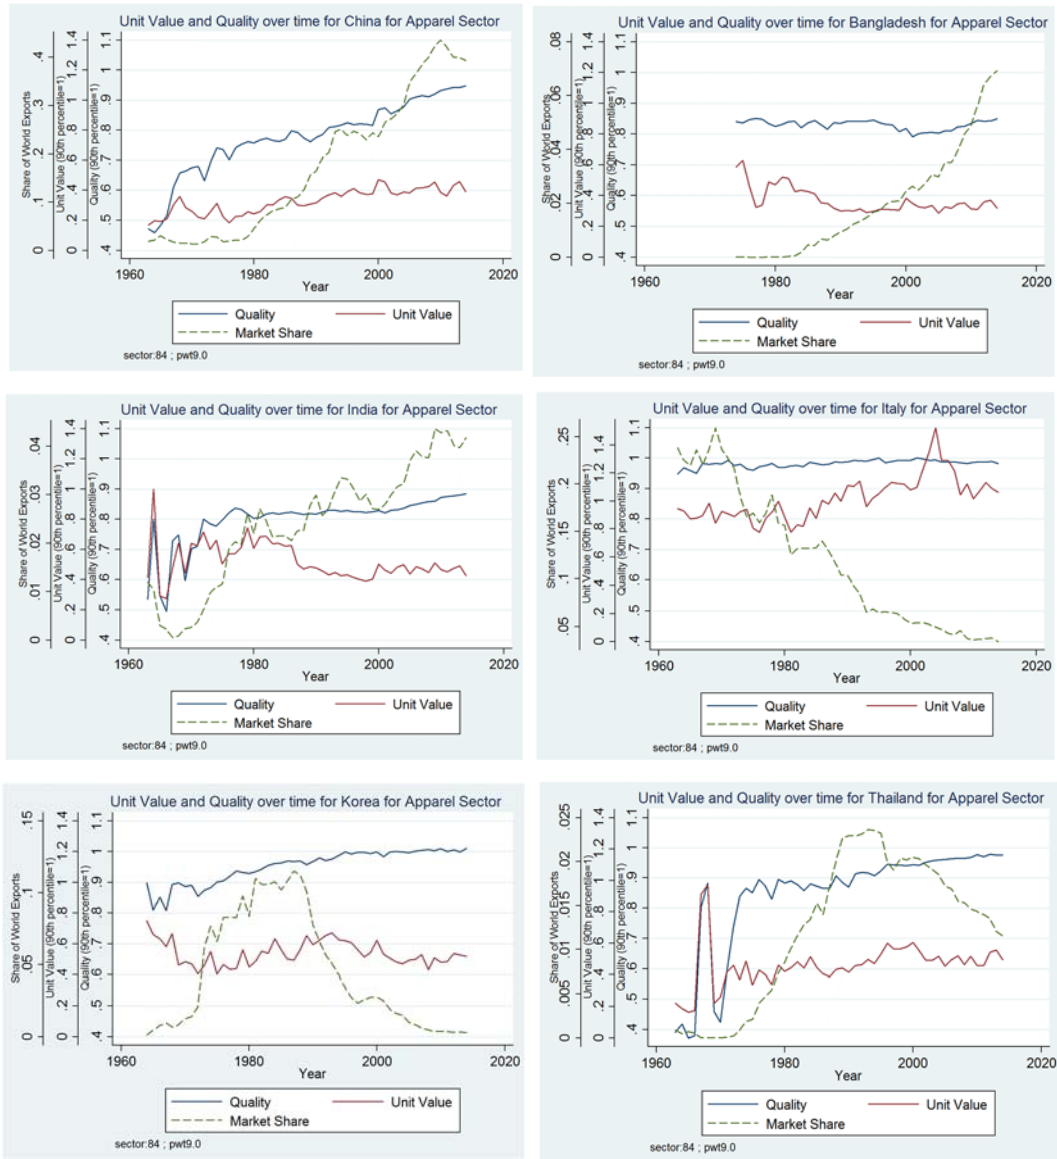 Unit Value and Quality over time for China for Apparel Sector
Share of World Exports
0 .1 .2 .3 .4
Unit Value (90th percentile=1)
0 .2 .4 .6 .8 1 1.2 1.4
Quality (90th percentile=1)
.4 .5 .6 .7 .8 .9 1 1.1
1960 1980 2000 2020
Year
Quality Unit Value
Market Share
sector:84 ; pwt9.0
Unit Value and Quality over time for Bangladesh for Apparel Sector
Share of World Exports
0 .02 .04 .06 .08
Unit Value (90th percentile=1)
0 .2 .4 .6 .8 1 1.2 1.4
Quality (90th percentile=1)
.4 .5 .6 .7 .8 .9 1 1.1
1960 1980 2000 2020
Year
Quality Unit Value
Market Share
sector:84 ; pwt9.0
Unit Value and Quality over time for India for Apparel Sector
Share of World Exports
0 .01 .02 .03 .04
Unit Value (90th percentile=1)
0 .2 .4 .6 .8 1 1.2 1.4
Quality (90th percentile=1)
.4 .5 .6 .7 .8 .9 1 1.1
1960 1980 2000 2020
Year
Quality Unit Value
Market Share
sector:84 ; pwt9.0
Unit Value and Quality over time for Italy for Apparel Sector
Share of World Exports
.05 .1 .15 .2 .25
Unit Value (90th percentile=1)
0 .2 .4 .6 .8 1 1.2 1.4
Quality (90th percentile=1)
.4 .5 .6 .7 .8 .9 1 1.1
1960 1980 2000 2020
Year
Quality Unit Value
Market Share
sector:84 ; pwt9.0
Unit Value and Quality over time for Korea for Apparel Sector
Share of World Exports
0 .05 .1 .15
Unit Value (90th percentile=1)
0 .2 .4 .6 .8 1 1.2 1.4
Quality (90th percentile=1)
.4 .5 .6 .7 .8 .9 1 1.1
1960 1980 2000 2020
Year
Quality Unit Value
Market Share
sector:84 ; pwt9.0
Unit Value and Quality over time for Thailand for Apparel Sector
Share of World Exports
0 .005 .01 .015 .02 .025
Unit Value (90th percentile=1)
0 .2 .4 .6 .8 1 1.2 1.4
Quality (90th percentile=1)
.4 .5 .6 .7 .8 .9 1 1.1
1960 1980 2000 2020
Year
Quality Unit Value
Market Share
sector:84 ; pwt9.0